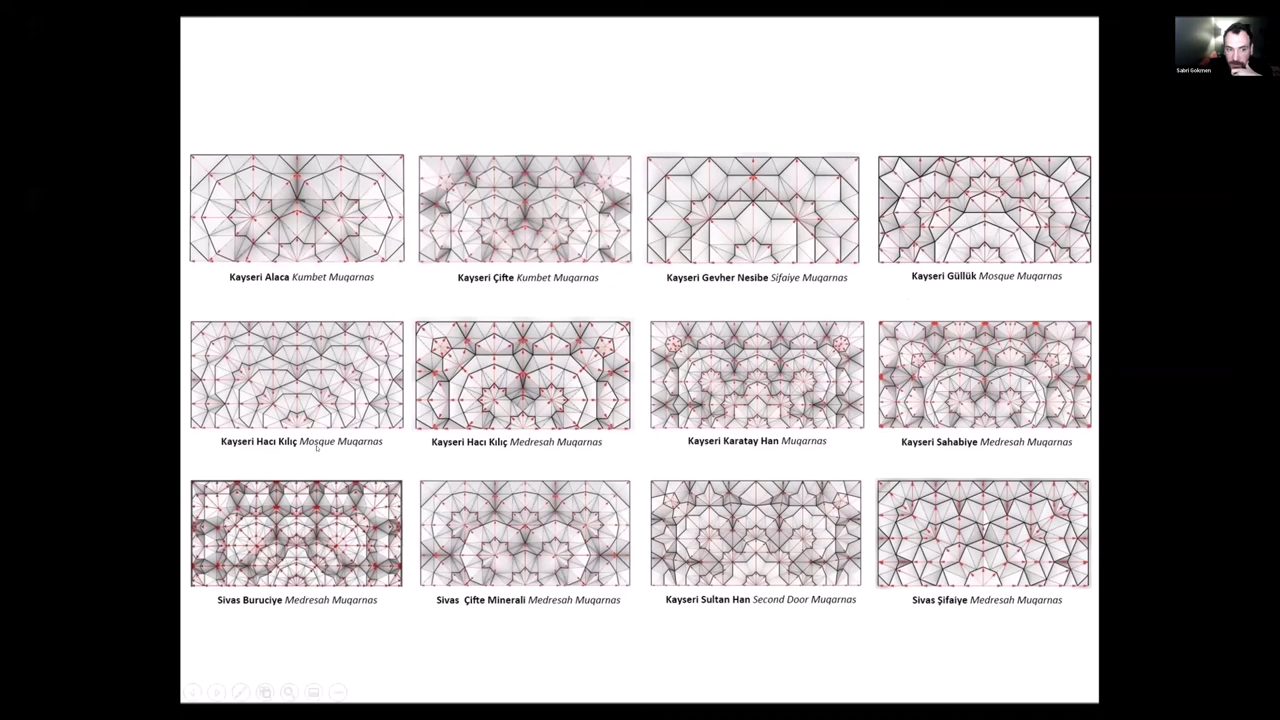 Sabri Gokmen
Kayseri Alaca Kumbet Muqarnas
Kayseri Çifte Kumbet Muqarnas
Kayseri Gevher Nesibe Sifaiye Muqarnas
Kayseri Güllük Mosque Muqarnas
Kayseri Hacı Kılıç Mosque Muqarnas
Kayseri Hacı Kılıç Medresah Muqarnas
Kayseri Karatay Han Muqarnas
Kayseri Sahabiye Medresah Muqarnas
Sivas Buruciye Medresah Muqarnas
Sivas Çifte Minerali Medresah Muqarnas
Kayseri Sultan Han Second Door Muqarnas
Sivas Şifaiye Medresah Muqarnas